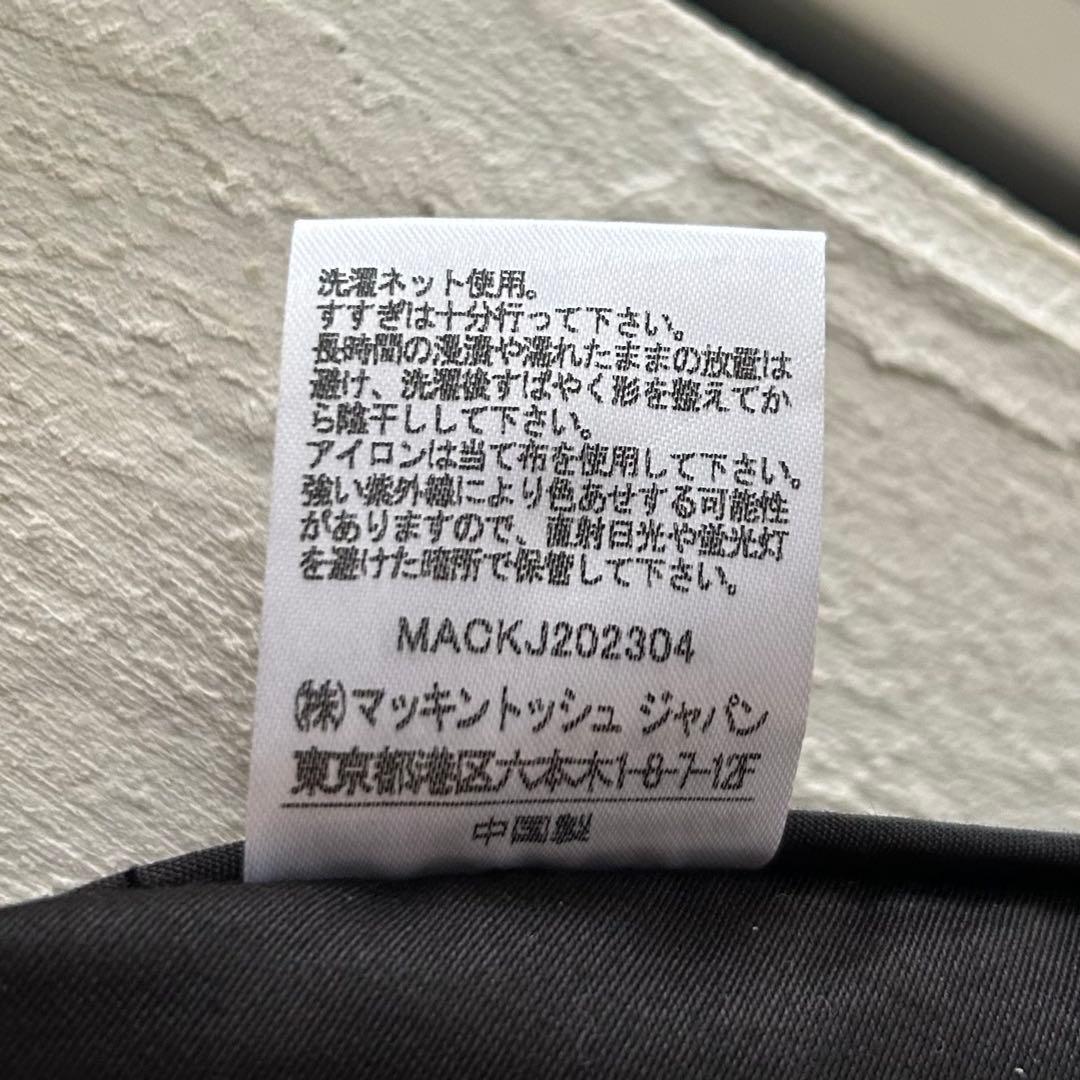 洗濯ネット使用。
すすぎは十分行って下さい。
長時間の浸漬や濡れたままの放置は
避け、洗濯後すばやく形を整えてか
ら陰干しして下さい。
アイロンは当て布を使用して下さい。
強い紫外線により色あせする可能性
がありますので、直射日光や蛍光灯
を避けた暗所で保管して下さい。
MACKJ202304
(株)マッキントッシュ ジャパン
東京都港区六本木1-8-7-12F
中国製